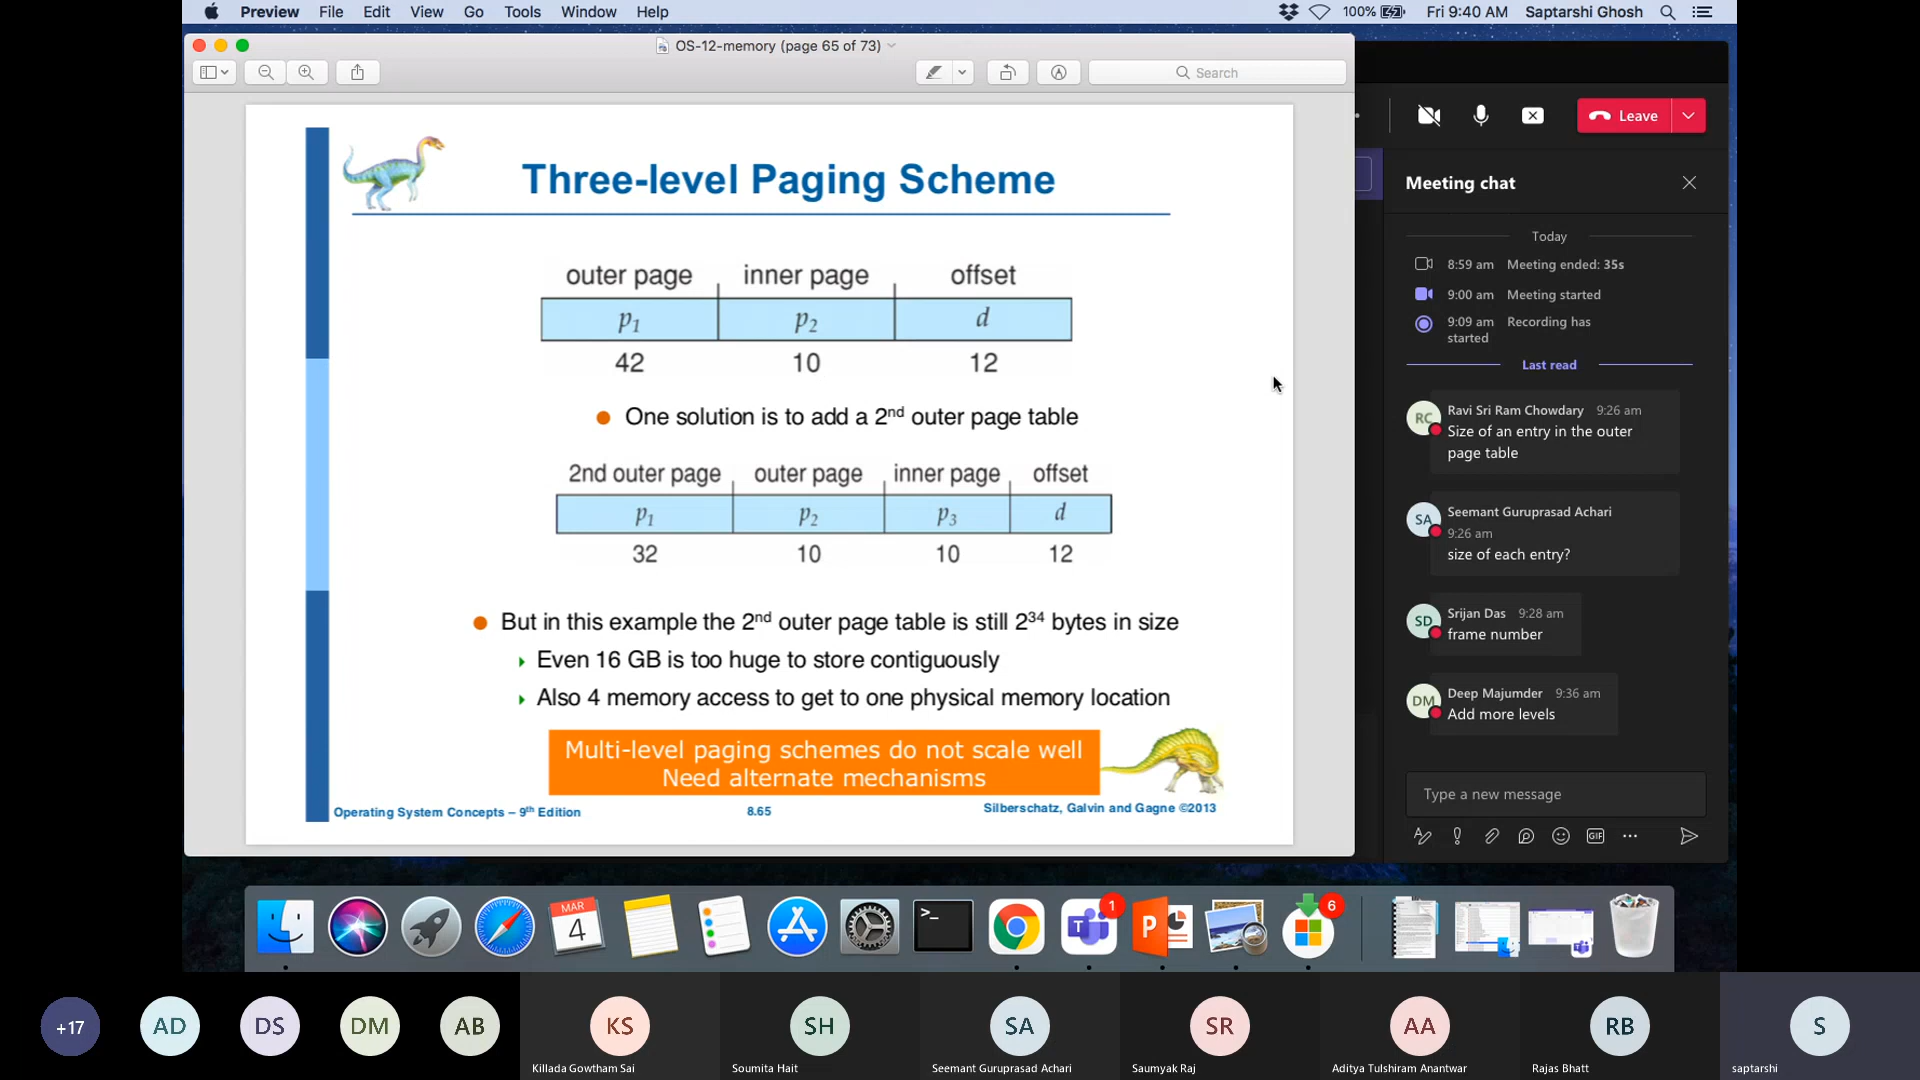 Preview File Edit View Go Tools Window Help
100% Fri 9:40 AM Saptarshi Ghosh
OS-12-memory (page 65 of 73)
Search
Three-level Paging Scheme
outer page inner page offset
p1 p2 d
42 10 12
One solution is to add a 2nd outer page table
2nd outer page outer page inner page offset
p1 p2 p3 d
32 10 10 12
But in this example the 2nd outer page table is still 2^34 bytes in size
Even 16 GB is too huge to store contiguously
Also 4 memory access to get to one physical memory location
Multi-level paging schemes do not scale well
Need alternate mechanisms
Operating System Concepts – 9th Edition 8.65 Silberschatz, Galvin and Gagne ©2013
Leave
Meeting chat
Today
8:59 am Meeting ended: 35s
9:00 am Meeting started
9:09 am Recording has
started
Last read
RC Ravi Sri Ram Chowdary 9:26 am
Size of an entry in the outer
page table
SA Seemant Guruprasad Achari
9:26 am
size of each entry?
SD Srijan Das 9:28 am
frame number
DM Deep Majumder 9:36 am
Add more levels
Type a new message
GIF
MAR
4
>_
1
P
6
+17 AD DS DM AB KS SH SA SR AA RB S
Killada Gowtham Sai Soumita Hait Seemant Guruprasad Achari Saumyak Raj Aditya Tulshiram Anantwar Rajas Bhatt saptarshi